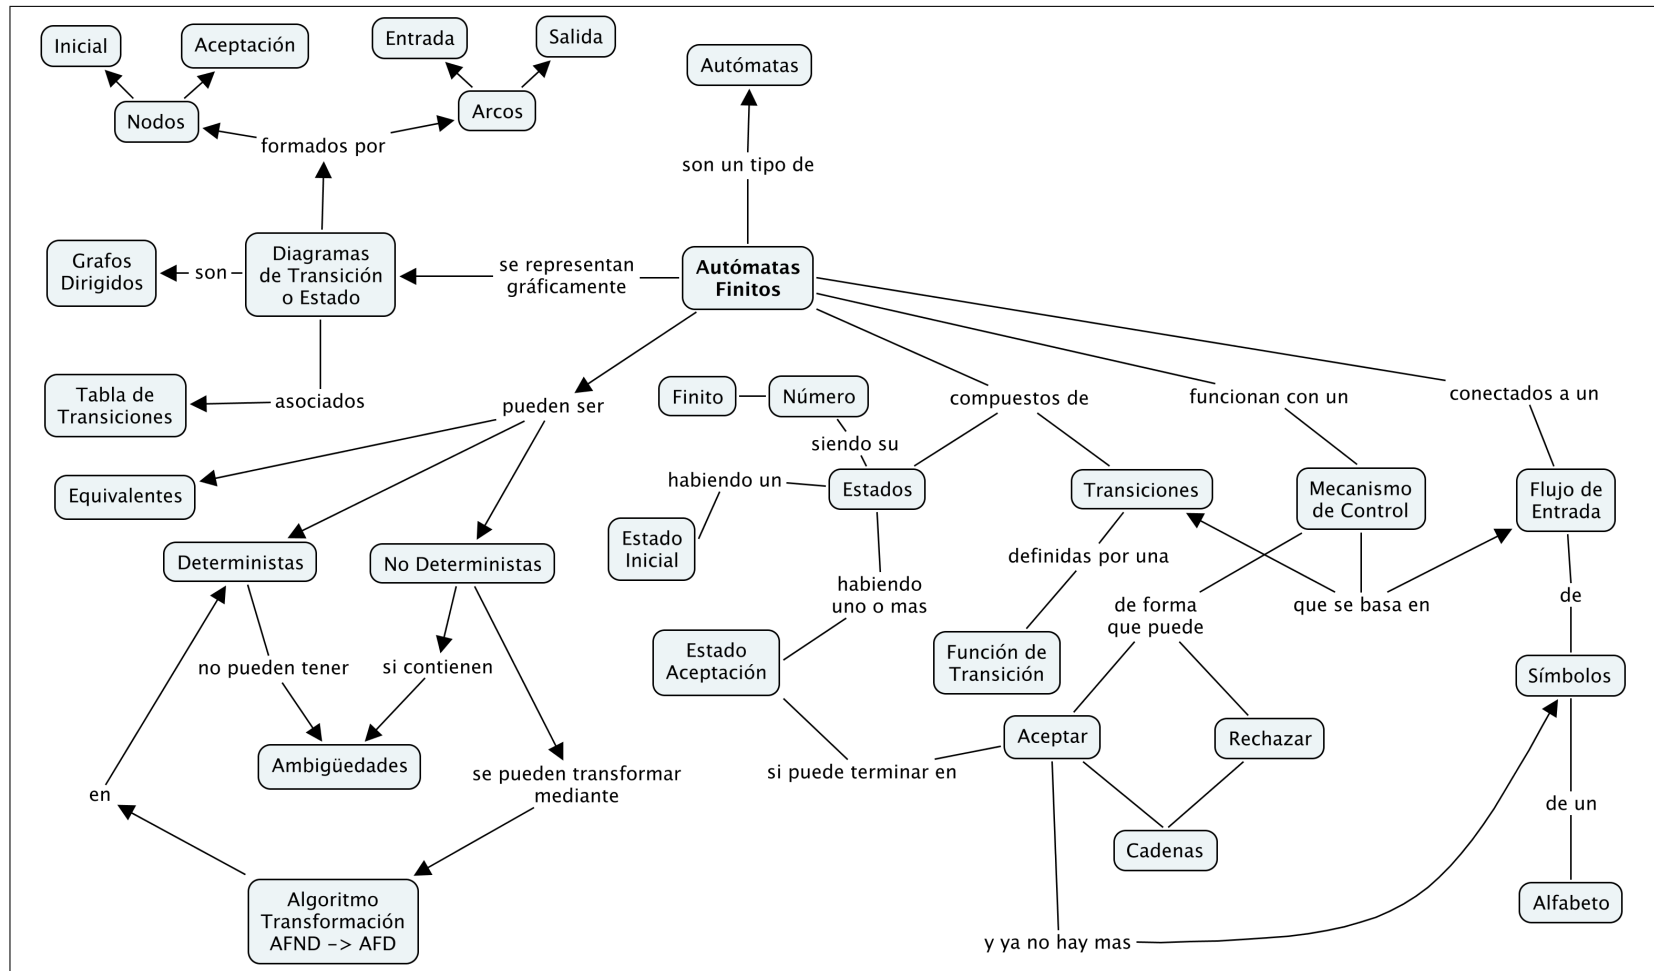 Inicial
Aceptación
Entrada
Salida
Autómatas
Nodos
Arcos
formados por
son un tipo de
Grafos
Dirigidos
son
Diagramas
de Transición
o Estado
se representan
gráficamente
Autómatas
Finitos
Tabla de
Transiciones
asociados
pueden ser
Finito
Número
compuestos de
funcionan con un
conectados a un
siendo su
Equivalentes
habiendo un
Estados
Transiciones
Mecanismo
de Control
Flujo de
Entrada
Estado
Inicial
Deterministas
No Deterministas
definidas por una
habiendo
uno o mas
de forma
que puede
que se basa en
de
no pueden tener
si contienen
Estado
Aceptación
Función de
Transición
Símbolos
Aceptar
Rechazar
Ambigüedades
si puede terminar en
en
se pueden transformar
mediante
de un
Cadenas
Algoritmo
Transformación
AFND -> AFD
Alfabeto
y ya no hay mas